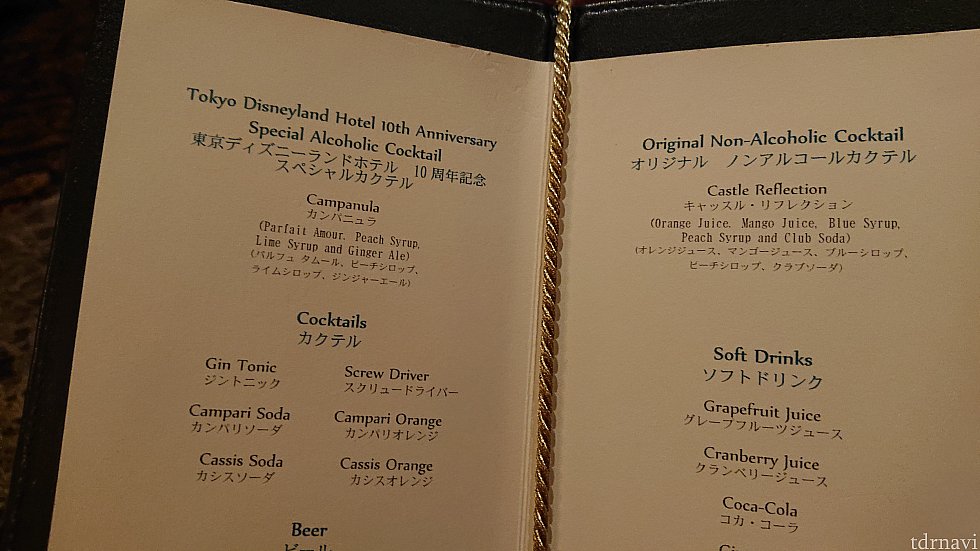 Tokyo Disneyland Hotel 10th Anniversary
Special Alcoholic Cocktail
東京ディズニーランドホテル 10周年記念
スペシャルカクテル
Campanula
カンパニュラ
(Parfait Amour, Peach Syrup,
Lime Syrup and Ginger Ale)
(パルフュ タムール、ピーチシロップ、
ライムシロップ、ジンジャーエール)
Cocktails
カクテル
Gin Tonic
ジントニック
Screw Driver
スクリュードライバー
Campari Soda
カンパリソーダ
Campari Orange
カンパリオレンジ
Cassis Soda
カシスソーダ
Cassis Orange
カシスオレンジ
Beer
ビール
Original Non-Alcoholic Cocktail
オリジナル ノンアルコールカクテル
Castle Reflection
キャッスル・リフレクション
(Orange Juice, Mango Juice, Blue Syrup,
Peach Syrup and Club Soda)
(オレンジジュース、マンゴージュース、ブルーシロップ、
ピーチシロップ、クラブソーダ)
Soft Drinks
ソフトドリンク
Grapefruit Juice
グレープフルーツジュース
Cranberry Juice
クランベリージュース
Coca-Cola
コカ・コーラ
tdrnavi